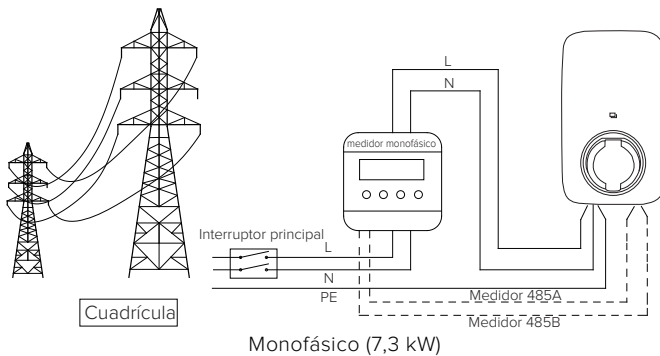 L
N
medidor monofásico
Interruptor principal
L
N
PE
Medidor 485A
Cuadrícula
Medidor 485B
Monofásico (7,3 kW)